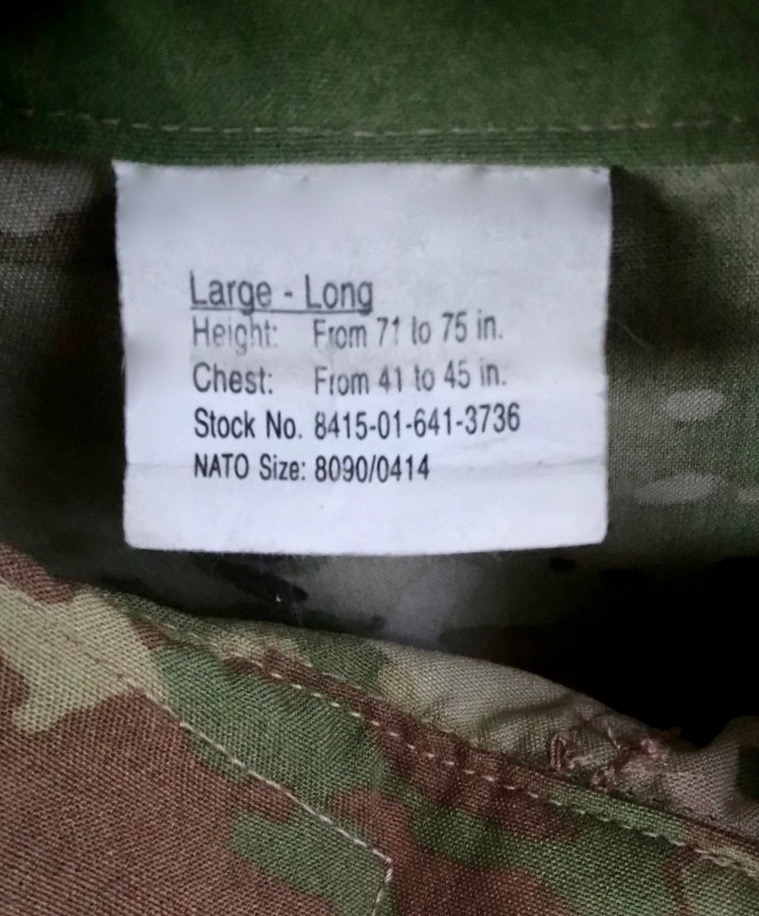 Large - Long
Height: From 71 to 75 in.
Chest: From 41 to 45 in.
Stock No. 8415-01-641-3736
NATO Size: 8090/0414